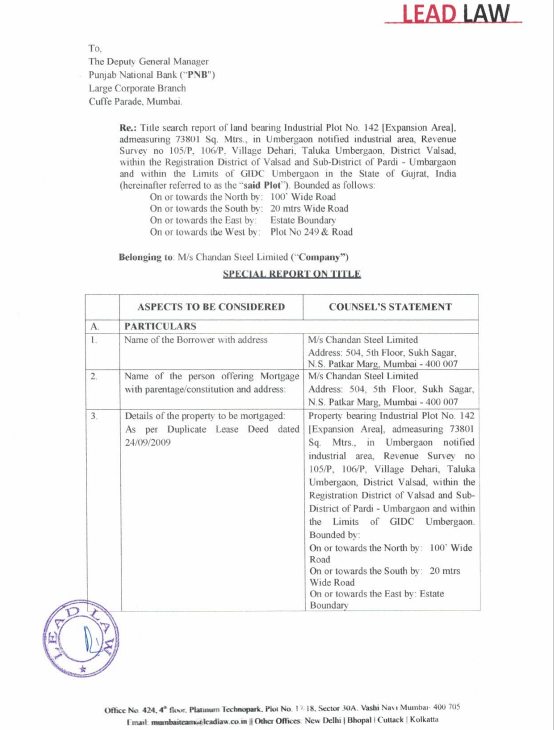 LEAD LAW
To,
The Deputy General Manager
Punjab National Bank ("PNB")
Large Corporate Branch
Cuffe Parade, Mumbai.
Re.: Title search report of land bearing Industrial Plot No. 142 [Expansion Area],
admeasuring 73801 Sq. Mtrs., in Umbergaon notified industrial area, Revenue
Survey no 105/P, 106/P, Village Dehari, Taluka Umbergaon, District Valsad,
within the Registration District of Valsad and Sub-District of Pardi - Umbargaon
and within the Limits of GIDC Umbergaon in the State of Gujrat, India
(hereinafter referred to as the "said Plot"). Bounded as follows:
On or towards the North by: 100' Wide Road
On or towards the South by: 20 mtrs Wide Road
On or towards the East by: Estate Boundary
On or towards the West by: Plot No 249 & Road
Belonging to: M/s Chandan Steel Limited ("Company")
SPECIAL REPORT ON TITLE
ASPECTS TO BE CONSIDERED COUNSEL'S STATEMENT
A. PARTICULARS
1. Name of the Borrower with address
M/s Chandan Steel Limited
Address: 504, 5th Floor, Sukh Sagar,
N.S. Patkar Marg, Mumbai - 400 007
2. Name of the person offering Mortgage
with parentage/constitution and address:
M/s Chandan Steel Limited
Address: 504, 5th Floor, Sukh Sagar,
N.S. Patkar Marg, Mumbai - 400 007
3. Details of the property to be mortgaged:
As per Duplicate Lease Deed dated
24/09/2009
Property bearing Industrial Plot No. 142
[Expansion Area], admeasuring 73801
Sq. Mtrs., in Umbergaon notified
industrial area, Revenue Survey no
105/P, 106/P, Village Dehari, Taluka
Umbergaon, District Valsad, within the
Registration District of Valsad and Sub-
District of Pardi - Umbargaon and within
the Limits of GIDC Umbergaon.
Bounded by:
On or towards the North by: 100' Wide
Road
On or towards the South by: 20 mtrs
Wide Road
On or towards the East by: Estate
Boundary
LEAD LAW
Office No. 424, 4th floor, Platinum Technopark, Plot No. 17-18, Sector 30A, Vashi Navi Mumbai- 400 705
Email: mumbaiteam@leadlaw.co.in || Other Offices: New Delhi | Bhopal | Cuttack | Kolkatta